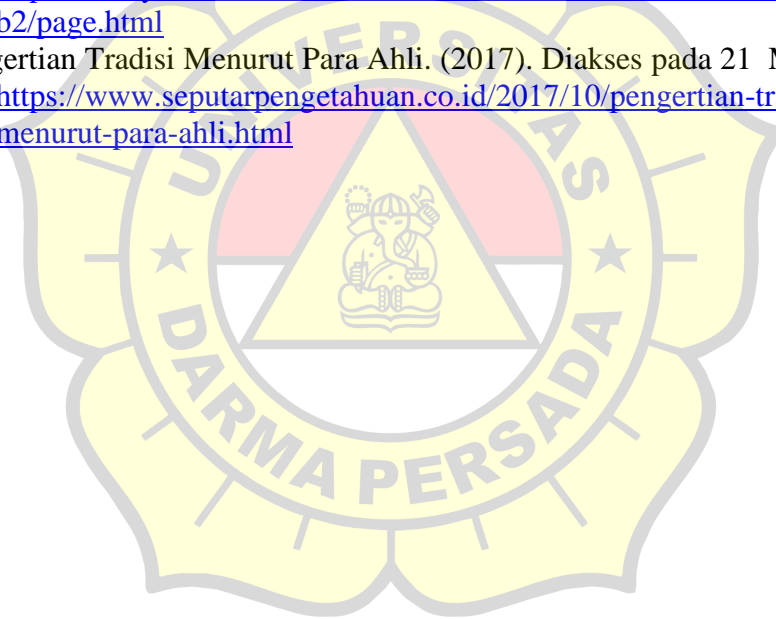 b2/page.html
gertian Tradisi Menurut Para Ahli. (2017). Diakses pada 21 M
https://www.seputarpengetahuan.co.id/2017/10/pengertian-tr
menurut-para-ahli.html
UNIVERSITAS
DARMA PERSADA